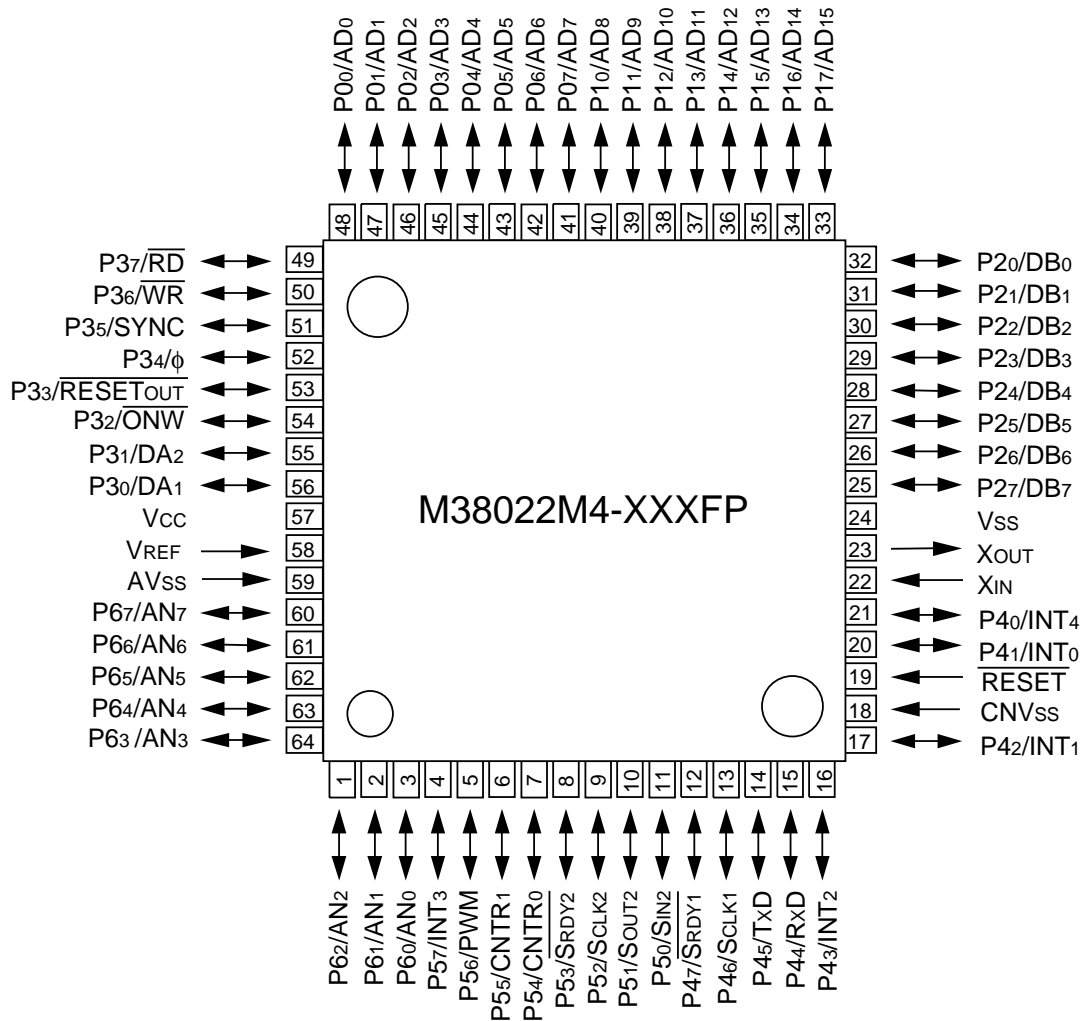 P00/AD0
P01/AD1
P02/AD2
P03/AD3
P04/AD4
P05/AD5
P06/AD6
P07/AD7
P10/AD8
P11/AD9
P12/AD10
P13/AD11
P14/AD12
P15/AD13
P16/AD14
P17/AD15
48 47 46 45 44 43 42 41 40 39 38 37 36 35 34 33
P37/RD 49
P36/WR 50
P35/SYNC 51
P34/ϕ 52
P33/RESETOUT 53
P32/ONW 54
P31/DA2 55
P30/DA1 56
VCC 57
VREF 58
AVSS 59
P67/AN7 60
P66/AN6 61
P65/AN5 62
P64/AN4 63
P63/AN3 64
M38022M4-XXXFP
32 P20/DB0
31 P21/DB1
30 P22/DB2
29 P23/DB3
28 P24/DB4
27 P25/DB5
26 P26/DB6
25 P27/DB7
24 VSS
23 XOUT
22 XIN
21 P40/INT4
20 P41/INT0
19 RESET
18 CNVSS
17 P42/INT1
1 2 3 4 5 6 7 8 9 10 11 12 13 14 15 16
P62/AN2
P61/AN1
P60/AN0
P57/INT3
P56/PWM
P55/CNTR1
P54/CNTR0
P53/SRDY2
P52/SCLK2
P51/SOUT2
P50/SIN2
P47/SRDY1
P46/SCLK1
P45/TXD
P44/RXD
P43/INT2